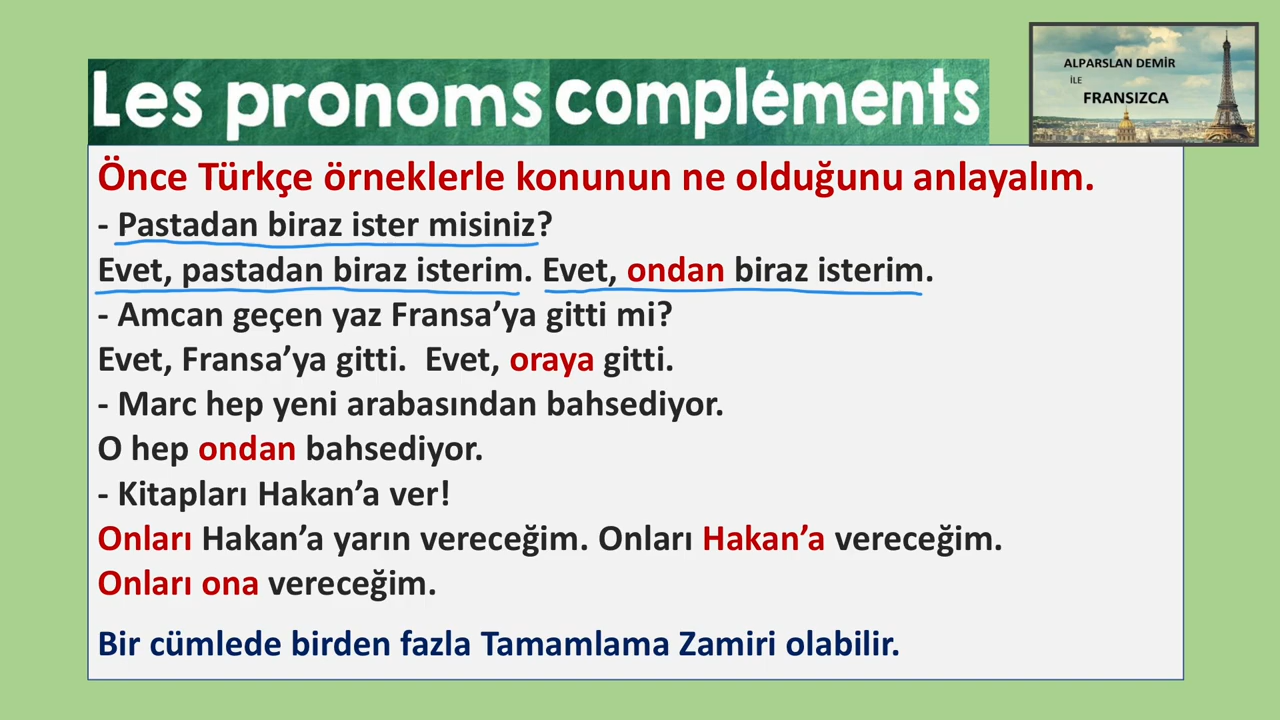 Les pronoms compléments
ALPARSLAN DEMİR
İLE
FRANSIZCA
Önce Türkçe örneklerle konunun ne olduğunu anlayalım.
- Pastadan biraz ister misiniz?
Evet, pastadan biraz isterim. Evet, ondan biraz isterim.
- Amcan geçen yaz Fransa’ya gitti mi?
Evet, Fransa’ya gitti.  Evet, oraya gitti.
- Marc hep yeni arabasından bahsediyor.
O hep ondan bahsediyor.
- Kitapları Hakan’a ver!
Onları Hakan’a yarın vereceğim. Onları Hakan’a vereceğim.
Onları ona vereceğim.
Bir cümlede birden fazla Tamamlama Zamiri olabilir.